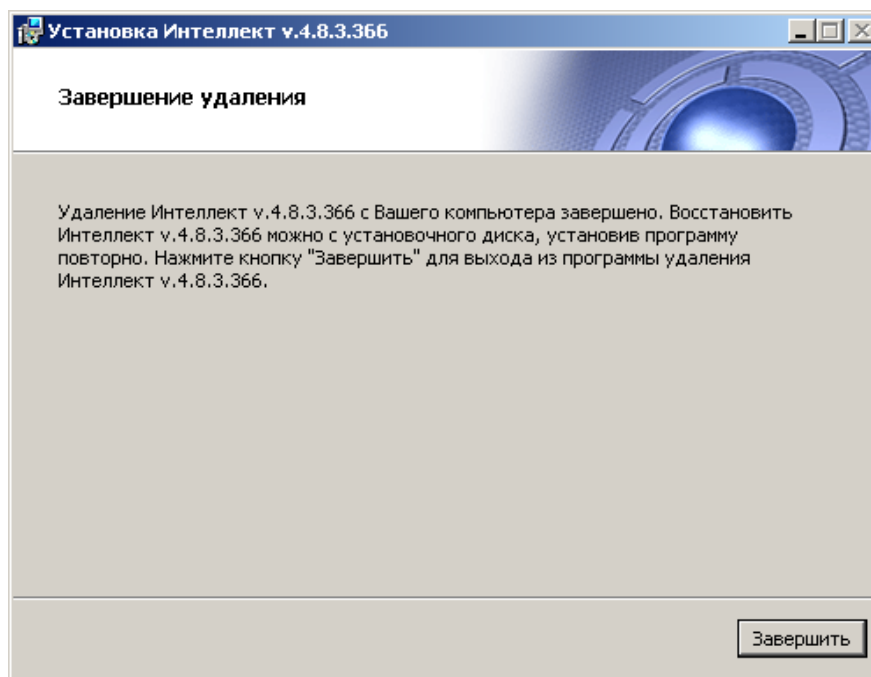 Установка Интеллект v.4.8.3.366
Завершение удаления
Удаление Интеллект v.4.8.3.366 с Вашего компьютера завершено. Восстановить
Интеллект v.4.8.3.366 можно с установочного диска, установив программу
повторно. Нажмите кнопку "Завершить" для выхода из программы удаления
Интеллект v.4.8.3.366.
Завершить